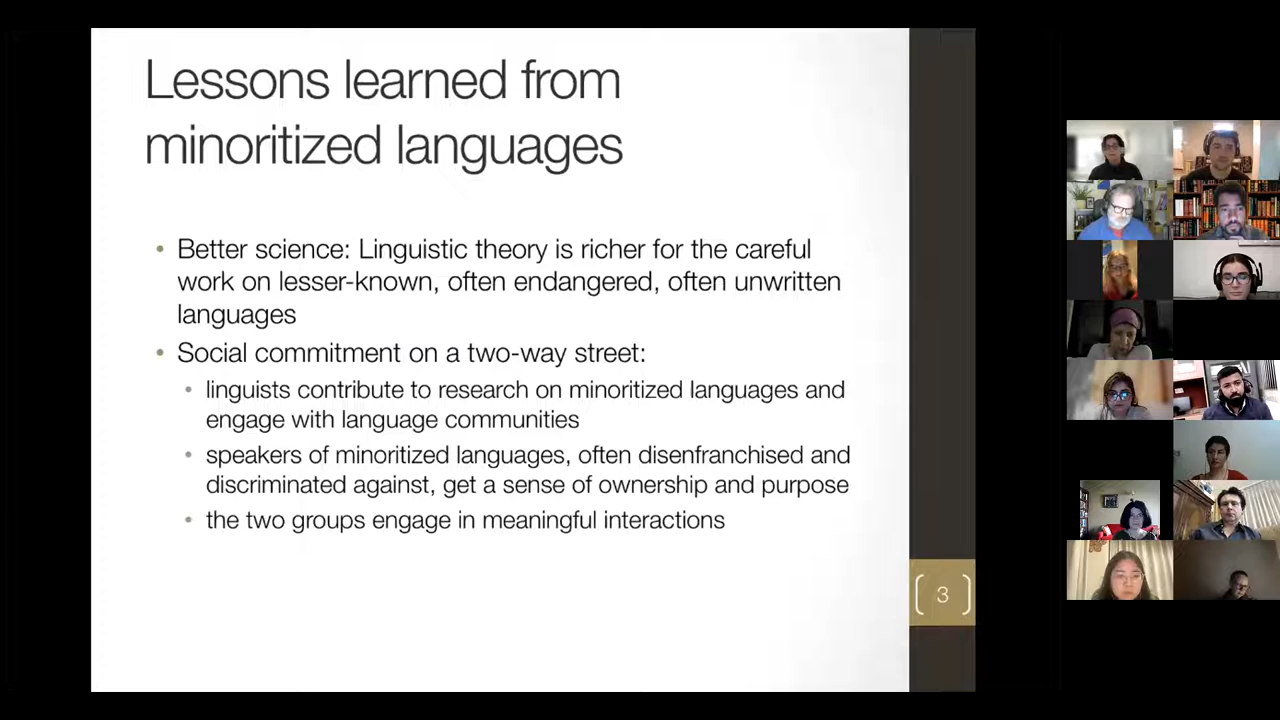 Lessons learned from
minoritized languages
• Better science: Linguistic theory is richer for the careful
work on lesser-known, often endangered, often unwritten
languages
• Social commitment on a two-way street:
• linguists contribute to research on minoritized languages and
engage with language communities
• speakers of minoritized languages, often disenfranchised and
discriminated against, get a sense of ownership and purpose
• the two groups engage in meaningful interactions
3